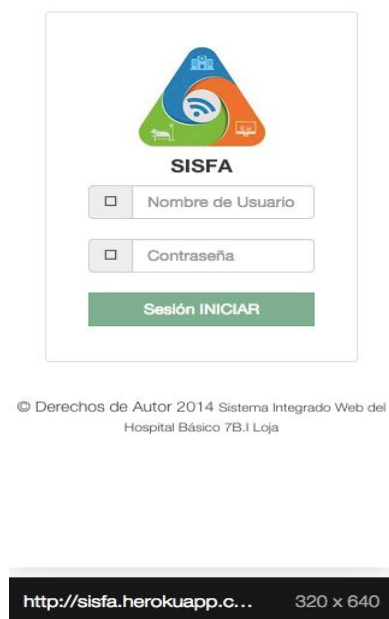 SISFA
Nombre de Usuario
Contraseña
Sesión INICIAR
© Derechos de Autor 2014 Sistema Integrado Web del
Hospital Básico 7B.I Loja
http://sisfa.herokuapp.c... 320 x 640